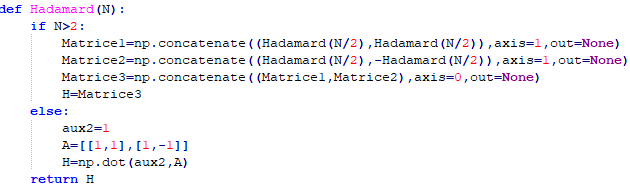 def Hadamard(N):
    if N>2:
        Matrice1=np.concatenate((Hadamard(N/2),Hadamard(N/2)),axis=1,out=None)
        Matrice2=np.concatenate((Hadamard(N/2),-Hadamard(N/2)),axis=1,out=None)
        Matrice3=np.concatenate((Matrice1,Matrice2),axis=0,out=None)
        H=Matrice3
    else:
        aux2=1
        A=[[1,1],[1,-1]]
        H=np.dot(aux2,A)
    return H